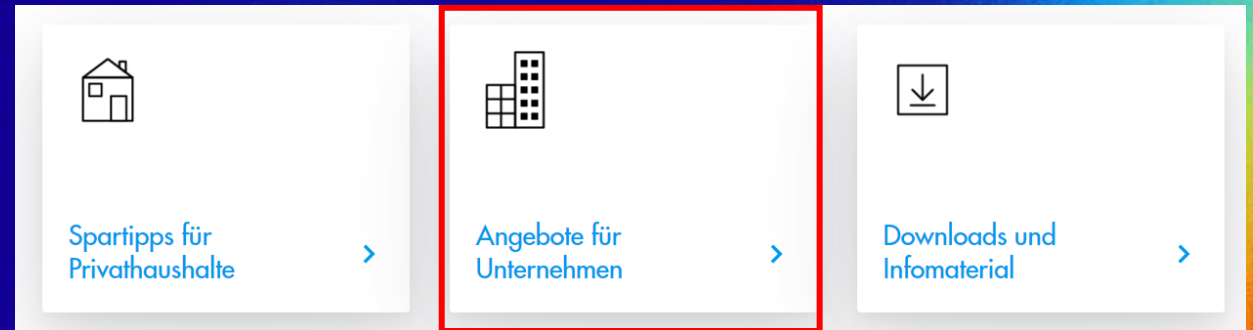 Spartipps für
Privathaushalte
Angebote für
Unternehmen
Downloads und
Infomaterial